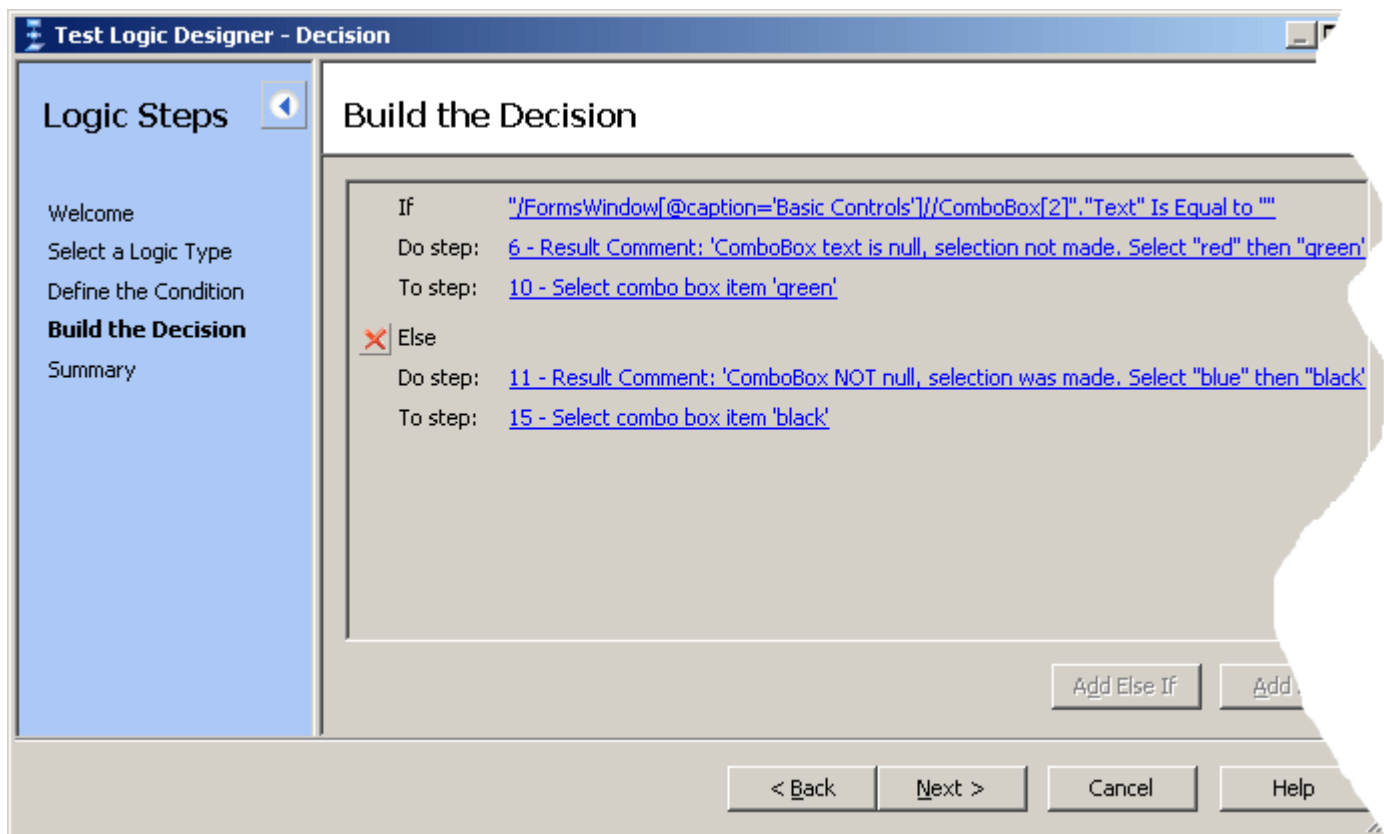 Test Logic Designer - Decision
Logic Steps
Welcome
Select a Logic Type
Define the Condition
Build the Decision
Summary
Build the Decision
If "/FormsWindow[@caption='Basic Controls']//ComboBox[2]"."Text" Is Equal to ""
Do step: 6 - Result Comment: 'ComboBox text is null, selection not made. Select "red" then "green'
To step: 10 - Select combo box item 'green'
Else
Do step: 11 - Result Comment: 'ComboBox NOT null, selection was made. Select "blue" then "black'
To step: 15 - Select combo box item 'black'
Add Else If
Add
< Back
Next >
Cancel
Help